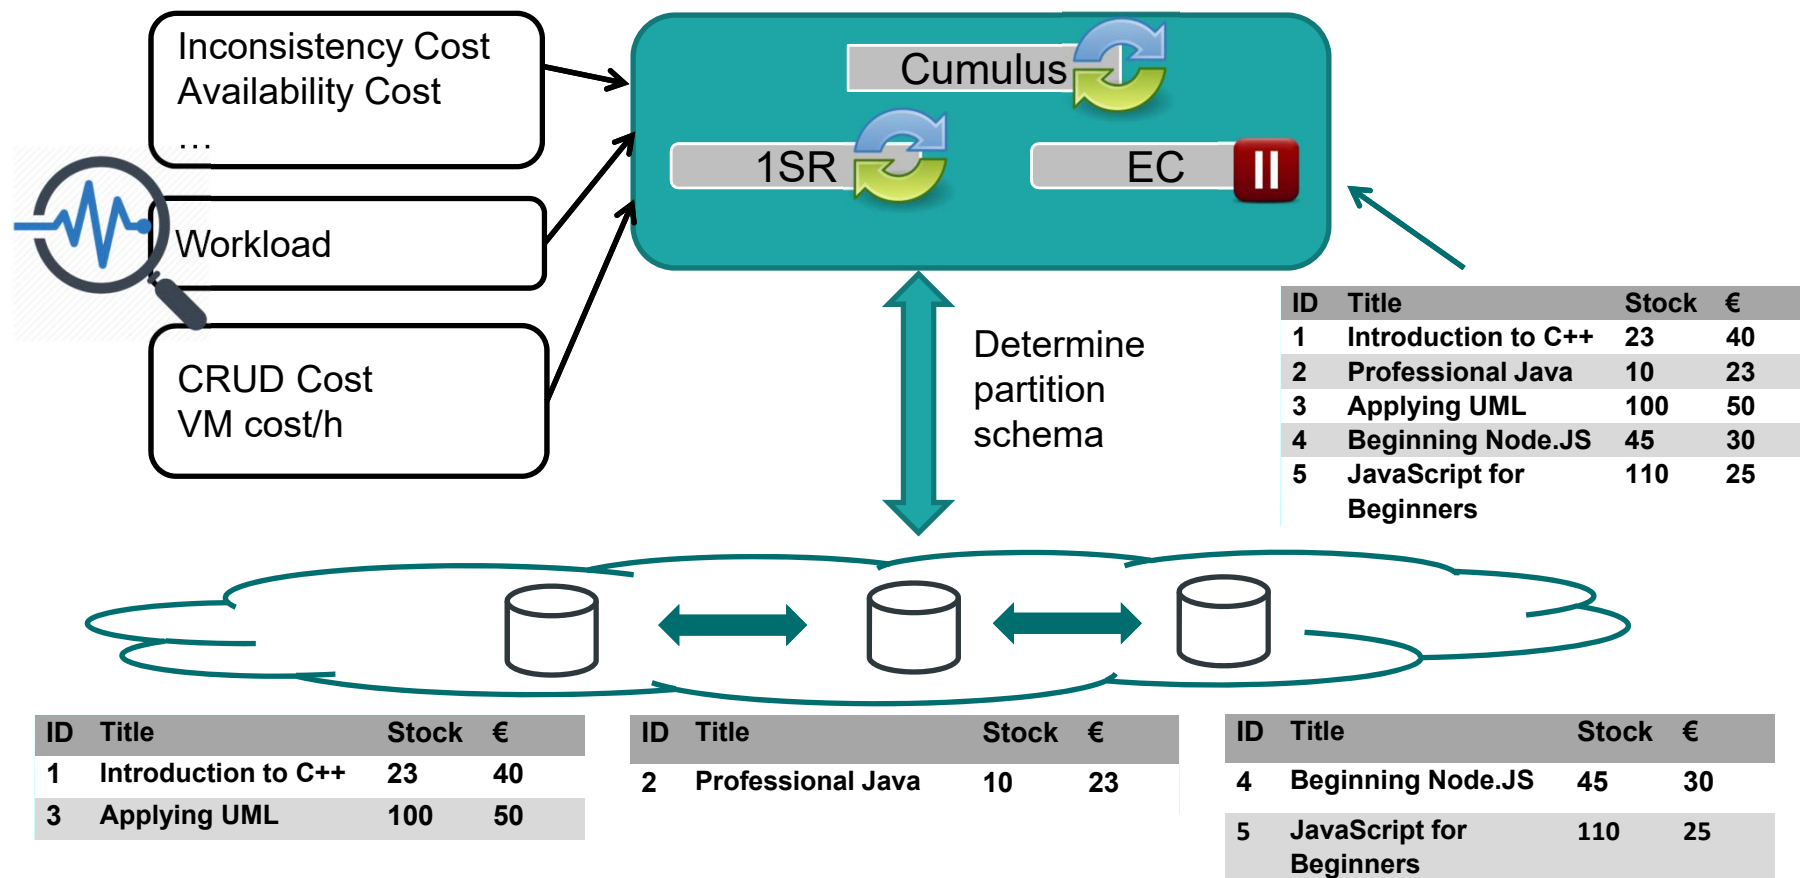 Inconsistency Cost
Availability Cost
…
Workload
CRUD Cost
VM cost/h
Cumulus
1SR
EC
Determine
partition
schema
ID Title Stock €
1 Introduction to C++ 23 40
2 Professional Java 10 23
3 Applying UML 100 50
4 Beginning Node.JS 45 30
5 JavaScript for 110 25
Beginners
ID Title Stock €
1 Introduction to C++ 23 40
3 Applying UML 100 50
ID Title Stock €
2 Professional Java 10 23
ID Title Stock €
4 Beginning Node.JS 45 30
5 JavaScript for 110 25
Beginners